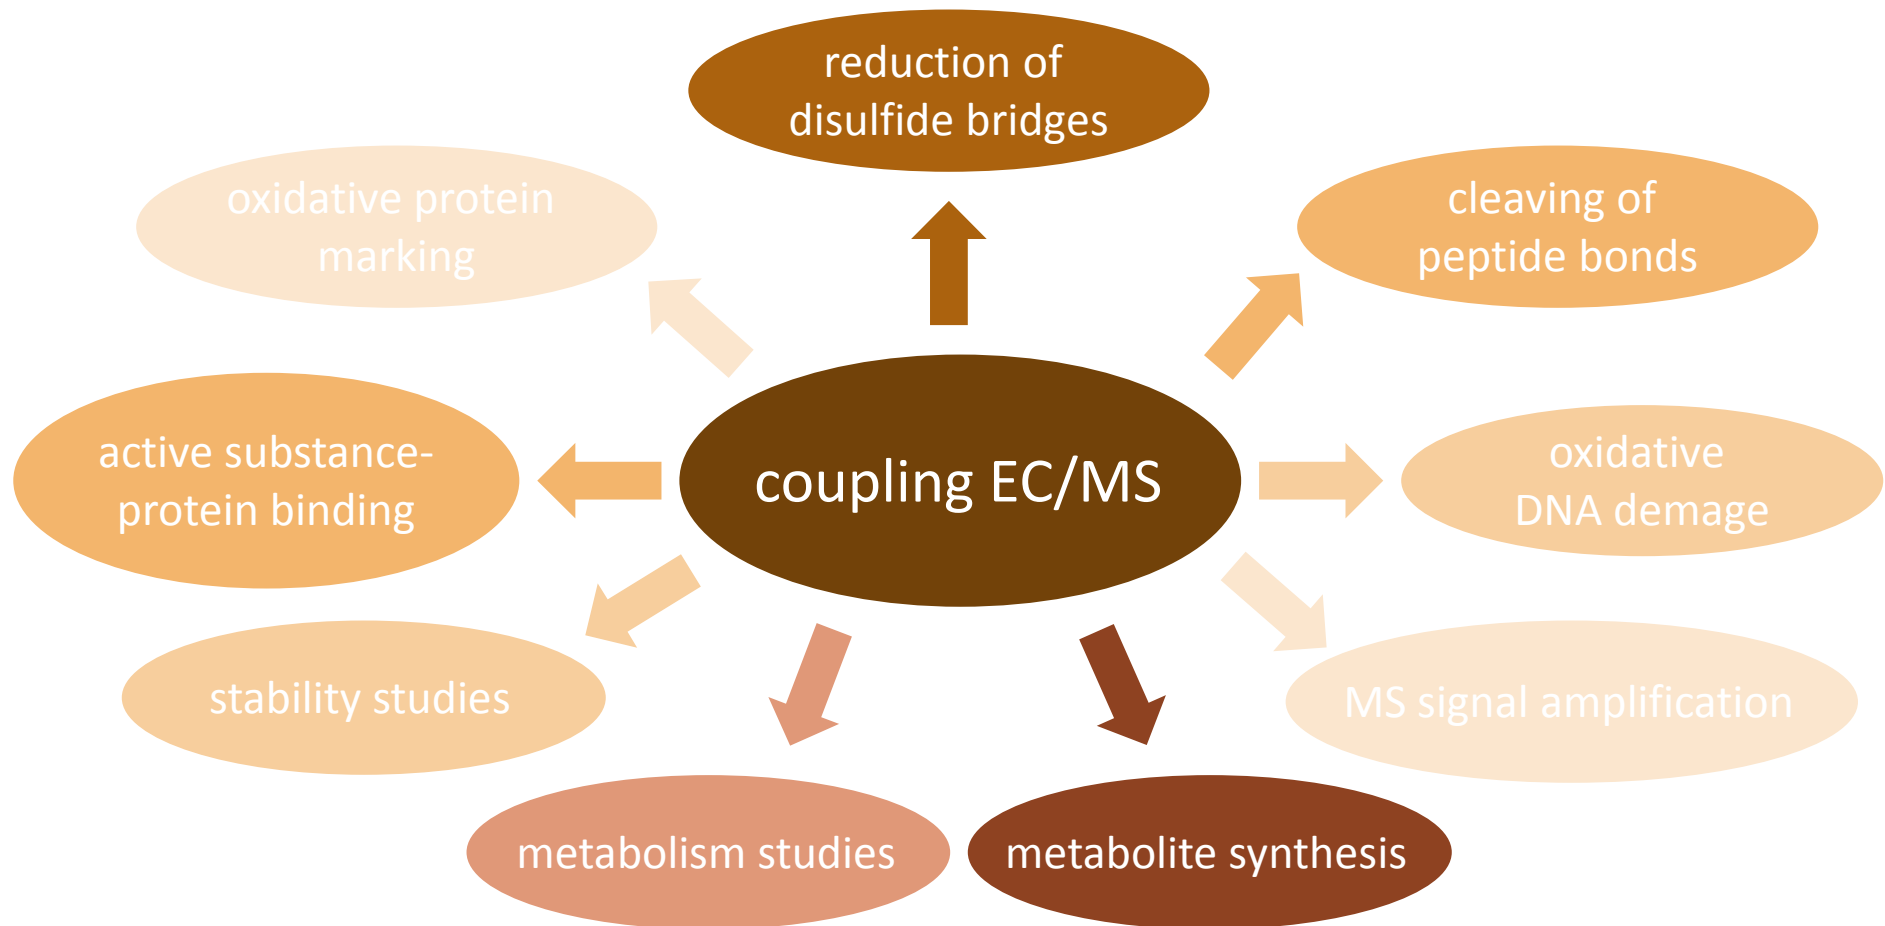 reduction of
disulfide bridges
oxidative protein
marking
cleaving of
peptide bonds
active substance-
protein binding
coupling EC/MS
oxidative
DNA demage
stability studies
MS signal amplification
metabolism studies
metabolite synthesis